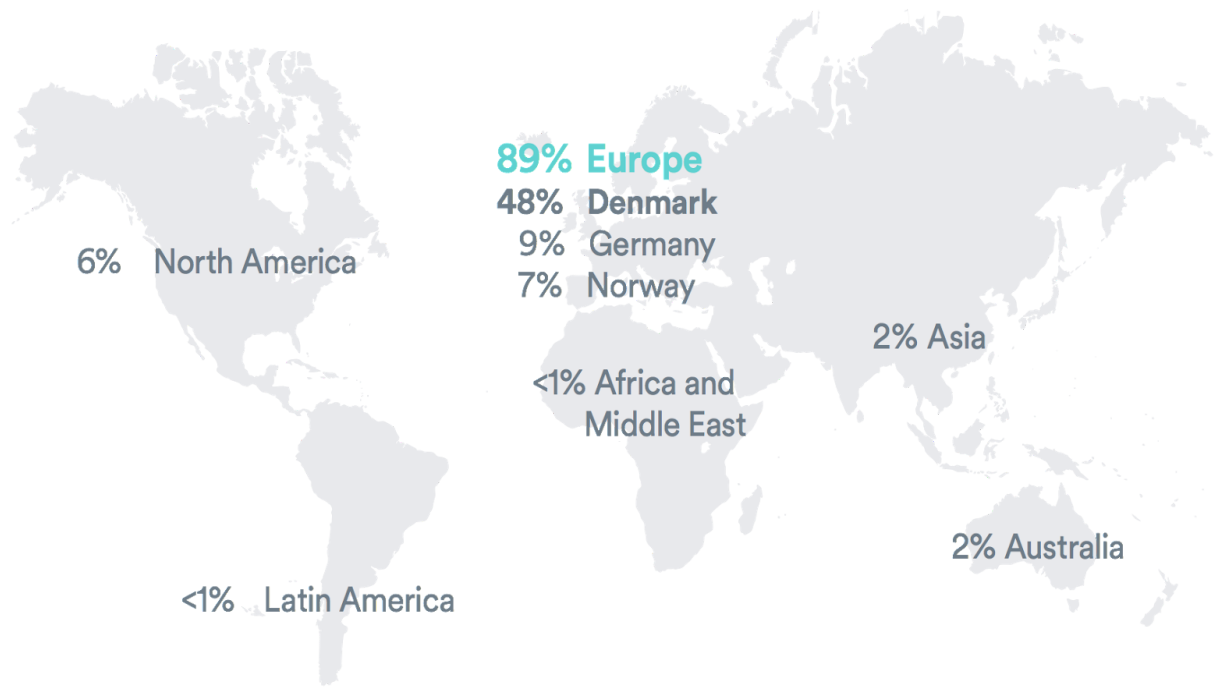 89% Europe
48% Denmark
9% Germany
7% Norway
6% North America
2% Asia
<1% Africa and
Middle East
2% Australia
<1% Latin America